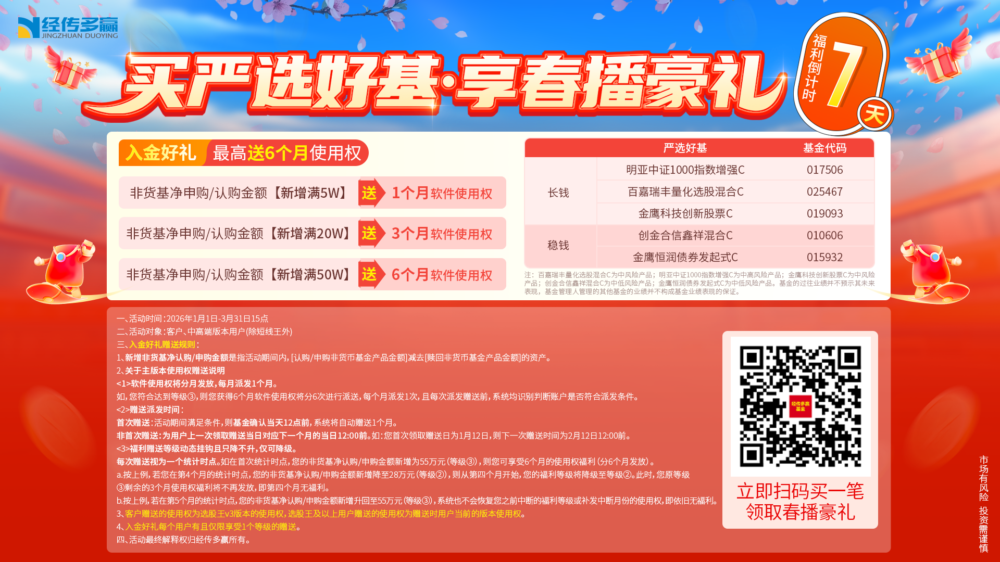 经传多赢
JINGZHUAN DUOYING
买严选好基·享春播豪礼
福利倒计时
7
天
入金好礼 最高送6个月使用权
非货基净申购/认购金额【新增满5W】 送 1个月软件使用权
非货基净申购/认购金额【新增满20W】 送 3个月软件使用权
非货基净申购/认购金额【新增满50W】 送 6个月软件使用权
严选好基 基金代码
长钱
明亚中证1000指数增强C 017506
百嘉瑞丰量化选股混合C 025467
金鹰科技创新股票C 019093
稳钱
创金合信鑫祥混合C 010606
金鹰恒润债券发起式C 015932
注：百嘉瑞丰量化选股混合C为中风险产品；明亚中证1000指数增强C为中高风险产品；金鹰科技创新股票C为中风险
产品；创金合信鑫祥混合C为中低风险产品；金鹰恒润债券发起式C为中低风险产品。基金的过往业绩并不预示其未来
表现，基金管理人管理的其他基金的业绩并不构成基金业绩表现的保证。
一、活动时间：2026年1月1日-3月31日15点
二、活动对象：客户、中高端版本用户(除短线王外)
三、入金好礼赠送规则：
1、新增非货基净认购/申购金额是指活动期间内，[认购/申购非货币基金产品金额]减去[赎回非货币基金产品金额]的资产。
2、关于主版本使用权赠送说明
<1>软件使用权将分月发放，每月派发1个月。
如，您符合达到等级③，则您获得6个月软件使用权将分6次进行派送，每个月派发1次，且每次派发赠送前，系统均识别判断账户是否符合派发条件。
<2>赠送派发时间：
首次赠送：活动期间满足条件，则基金确认当天12点前，系统将自动赠送1个月。
非首次赠送：为用户上一次领取赠送当日对应下一个月的当日12:00前。如：您首次领取赠送日为1月12日，则下一次赠送时间为2月12日12:00前。
<3>福利赠送等级动态挂钩且只降不升，仅可降级。
每次赠送视为一个统计时点。如在首次统计时点，您的非货基净认购/申购金额新增为55万元（等级③），则您可享受6个月的使用权福利（分6个月发放）。
a.按上例，若您在第4个月的统计时点，您的非货基净认购/申购金额新增降至28万元（等级②），则从第四个月开始，您的福利等级将降级至等级②。此时，您原等级
③剩余的3个月使用权福利将不再发放，即第四个月无福利。
b.按上例，若在第5个月的统计时点，您的非货基净认购/申购金额新增升回至55万元（等级③），系统也不会恢复您之前中断的福利等级或补发中断月份的使用权，即依旧无福利。
3、客户赠送的使用权为选股王v3版本的使用权，选股王及以上用户赠送的使用权为赠送时用户当前的版本使用权。
4、入金好礼每个用户有且仅限享受1个等级的赠送。
四、活动最终解释权归经传多赢所有。
经传多赢
基金
立即扫码买一笔
领取春播豪礼
市场有风险 投资需谨慎